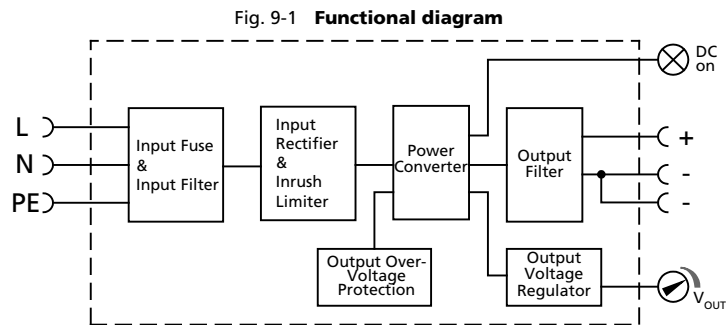 Fig. 9-1 Functional diagram
DC
on
L
N
PE
Input Fuse
&
Input Filter
Input
Rectifier
&
Inrush
Limiter
Power
Converter
Output
Filter
+
-
-
Output Over-
Voltage
Protection
Output
Voltage
Regulator
VOUT